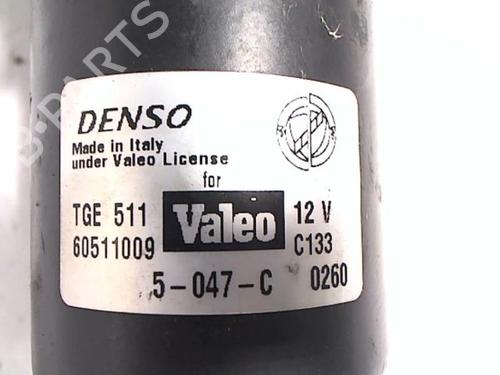 B-PARTS
DENSO
Made in Italy
under Valeo License
for
TGE 511 Valeo 12 V
60511009 C133
5-047-C 0260